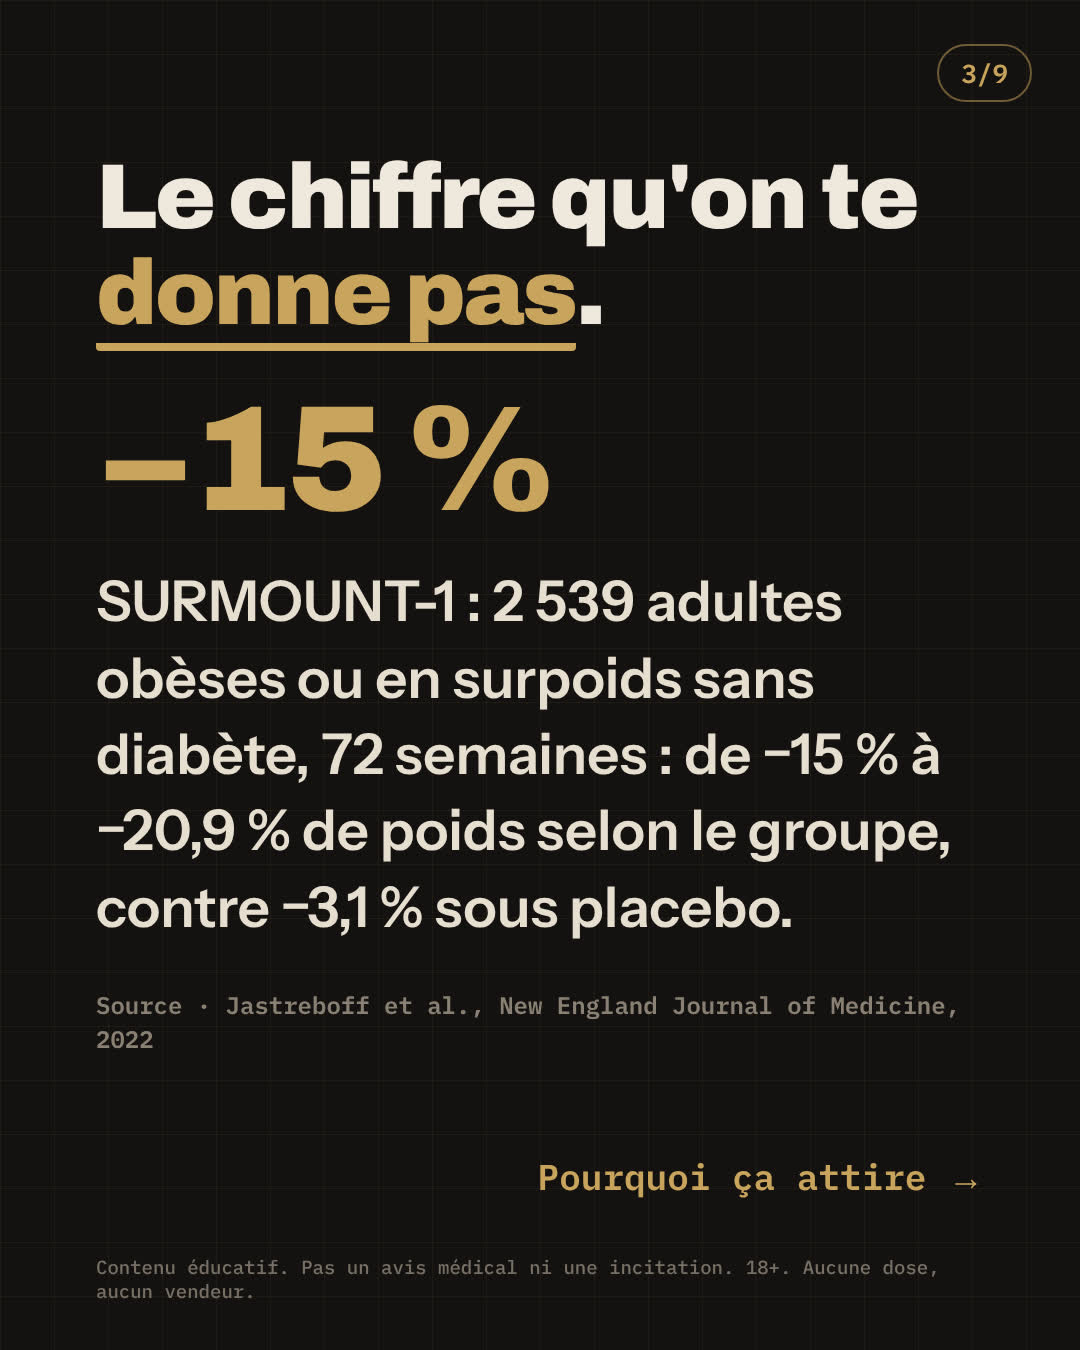 3/9
Le chiffre qu'on te
donne pas.
−15 %
SURMOUNT-1 : 2 539 adultes
obèses ou en surpoids sans
diabète, 72 semaines : de −15 % à
−20,9 % de poids selon le groupe,
contre −3,1 % sous placebo.
Source · Jastreboff et al., New England Journal of Medicine,
2022
Pourquoi ça attire →
Contenu éducatif. Pas un avis médical ni une incitation. 18+. Aucune dose,
aucun vendeur.